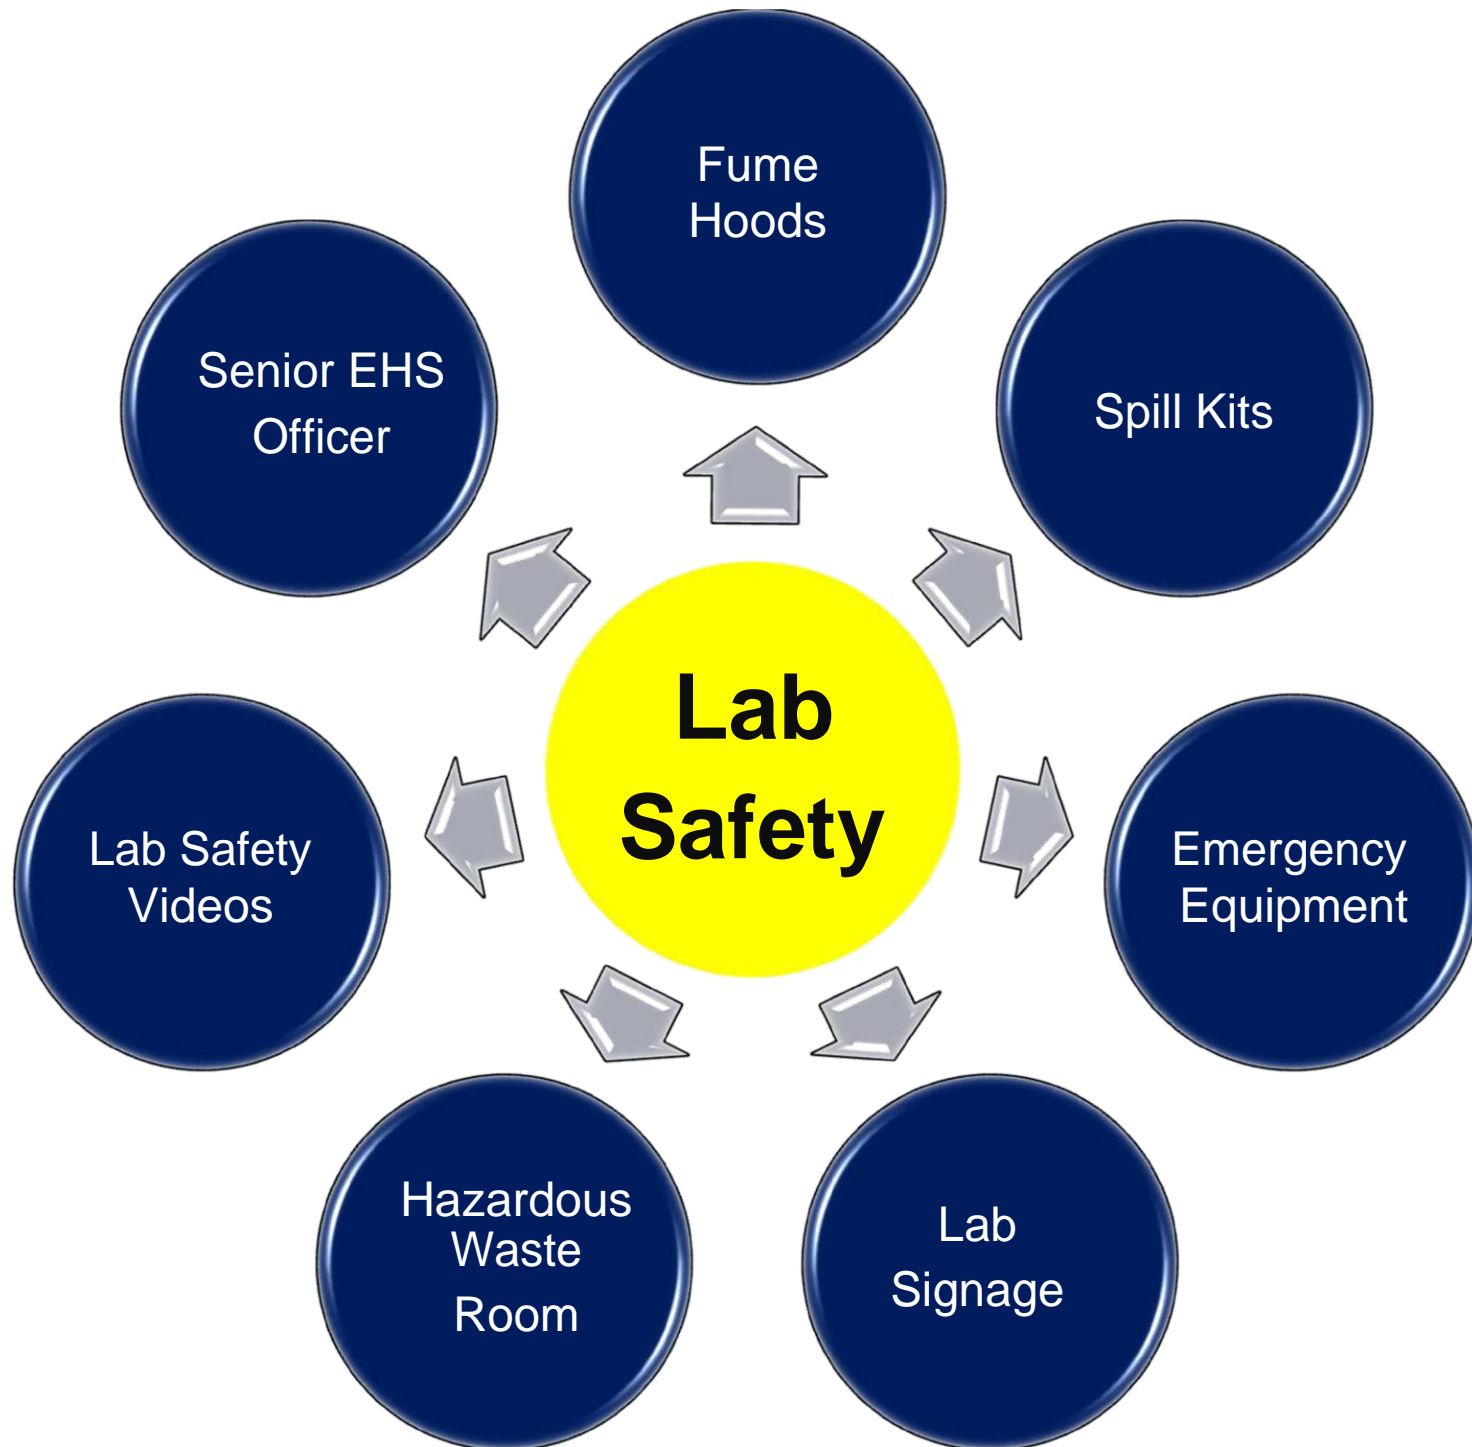 Fume
Hoods
Senior EHS
Officer
Spill Kits
Lab
Safety
Lab Safety
Videos
Emergency
Equipment
Hazardous
Waste
Room
Lab
Signage